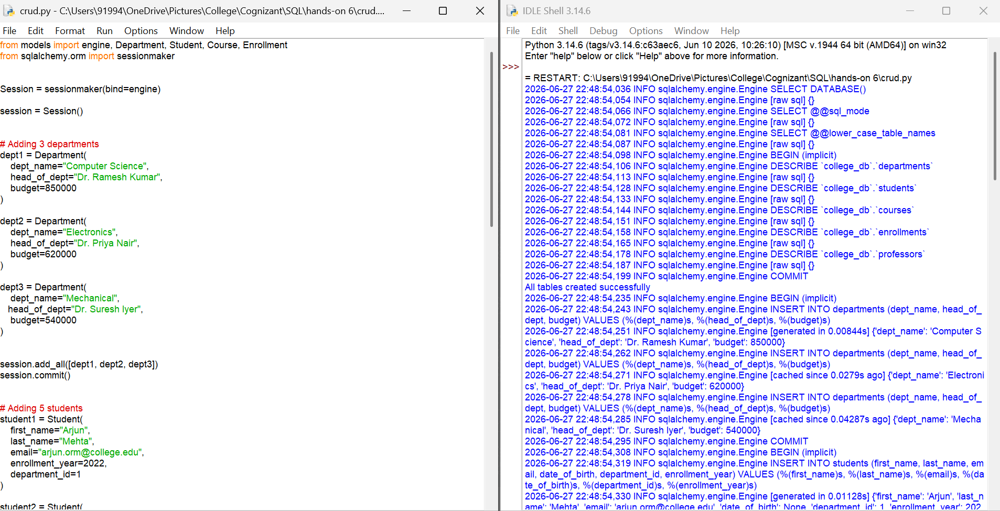 crud.py - C:\Users\91994\OneDrive\Pictures\College\Cognizant\SQL\hands-on 6\crud....
File Edit Format Run Options Window Help
from models import engine, Department, Student, Course, Enrollment
from sqlalchemy.orm import sessionmaker
Session = sessionmaker(bind=engine)
session = Session()
# Adding 3 departments
dept1 = Department(
    dept_name="Computer Science",
    head_of_dept="Dr. Ramesh Kumar",
    budget=850000
)
dept2 = Department(
    dept_name="Electronics",
    head_of_dept="Dr. Priya Nair",
    budget=620000
)
dept3 = Department(
    dept_name="Mechanical",
   head_of_dept="Dr. Suresh Iyer",
    budget=540000
)
session.add_all([dept1, dept2, dept3])
session.commit()
# Adding 5 students
student1 = Student(
    first_name="Arjun",
    last_name="Mehta",
    email="arjun.orm@college.edu",
    enrollment_year=2022,
    department_id=1
)
student2 = Student(
IDLE Shell 3.14.6
File Edit Shell Debug Options Window Help
Python 3.14.6 (tags/v3.14.6:c63aec6, Jun 10 2026, 10:26:10) [MSC v.1944 64 bit (AMD64)] on win32
Enter "help" below or click "Help" above for more information.
>>>
= RESTART: C:\Users\91994\OneDrive\Pictures\College\Cognizant\SQL\hands-on 6\crud.py
2026-06-27 22:48:54,036 INFO sqlalchemy.engine.Engine SELECT DATABASE()
2026-06-27 22:48:54,054 INFO sqlalchemy.engine.Engine [raw sql] {}
2026-06-27 22:48:54,066 INFO sqlalchemy.engine.Engine SELECT @@sql_mode
2026-06-27 22:48:54,072 INFO sqlalchemy.engine.Engine [raw sql] {}
2026-06-27 22:48:54,081 INFO sqlalchemy.engine.Engine SELECT @@lower_case_table_names
2026-06-27 22:48:54,087 INFO sqlalchemy.engine.Engine [raw sql] {}
2026-06-27 22:48:54,098 INFO sqlalchemy.engine.Engine BEGIN (implicit)
2026-06-27 22:48:54,106 INFO sqlalchemy.engine.Engine DESCRIBE `college_db`.`departments`
2026-06-27 22:48:54,113 INFO sqlalchemy.engine.Engine [raw sql] {}
2026-06-27 22:48:54,128 INFO sqlalchemy.engine.Engine DESCRIBE `college_db`.`students`
2026-06-27 22:48:54,133 INFO sqlalchemy.engine.Engine [raw sql] {}
2026-06-27 22:48:54,144 INFO sqlalchemy.engine.Engine DESCRIBE `college_db`.`courses`
2026-06-27 22:48:54,151 INFO sqlalchemy.engine.Engine [raw sql] {}
2026-06-27 22:48:54,158 INFO sqlalchemy.engine.Engine DESCRIBE `college_db`.`enrollments`
2026-06-27 22:48:54,165 INFO sqlalchemy.engine.Engine [raw sql] {}
2026-06-27 22:48:54,178 INFO sqlalchemy.engine.Engine DESCRIBE `college_db`.`professors`
2026-06-27 22:48:54,187 INFO sqlalchemy.engine.Engine [raw sql] {}
2026-06-27 22:48:54,199 INFO sqlalchemy.engine.Engine COMMIT
All tables created successfully
2026-06-27 22:48:54,235 INFO sqlalchemy.engine.Engine BEGIN (implicit)
2026-06-27 22:48:54,243 INFO sqlalchemy.engine.Engine INSERT INTO departments (dept_name, head_of_
dept, budget) VALUES (%(dept_name)s, %(head_of_dept)s, %(budget)s)
2026-06-27 22:48:54,251 INFO sqlalchemy.engine.Engine [generated in 0.00844s] {'dept_name': 'Computer S
cience', 'head_of_dept': 'Dr. Ramesh Kumar', 'budget': 850000}
2026-06-27 22:48:54,262 INFO sqlalchemy.engine.Engine INSERT INTO departments (dept_name, head_of_
dept, budget) VALUES (%(dept_name)s, %(head_of_dept)s, %(budget)s)
2026-06-27 22:48:54,271 INFO sqlalchemy.engine.Engine [cached since 0.0279s ago] {'dept_name': 'Electroni
cs', 'head_of_dept': 'Dr. Priya Nair', 'budget': 620000}
2026-06-27 22:48:54,278 INFO sqlalchemy.engine.Engine INSERT INTO departments (dept_name, head_of_
dept, budget) VALUES (%(dept_name)s, %(head_of_dept)s, %(budget)s)
2026-06-27 22:48:54,285 INFO sqlalchemy.engine.Engine [cached since 0.04287s ago] {'dept_name': 'Mecha
nical', 'head_of_dept': 'Dr. Suresh Iyer', 'budget': 540000}
2026-06-27 22:48:54,295 INFO sqlalchemy.engine.Engine COMMIT
2026-06-27 22:48:54,308 INFO sqlalchemy.engine.Engine BEGIN (implicit)
2026-06-27 22:48:54,319 INFO sqlalchemy.engine.Engine INSERT INTO students (first_name, last_name, em
ail, date_of_birth, department_id, enrollment_year) VALUES (%(first_name)s, %(last_name)s, %(email)s, %(da
te_of_birth)s, %(department_id)s, %(enrollment_year)s)
2026-06-27 22:48:54,330 INFO sqlalchemy.engine.Engine [generated in 0.01128s] {'first_name': 'Arjun', 'last_n
ame': 'Mehta', 'email': 'arjun.orm@college.edu', 'date_of_birth': None, 'department_id': 1, 'enrollment_year': 202